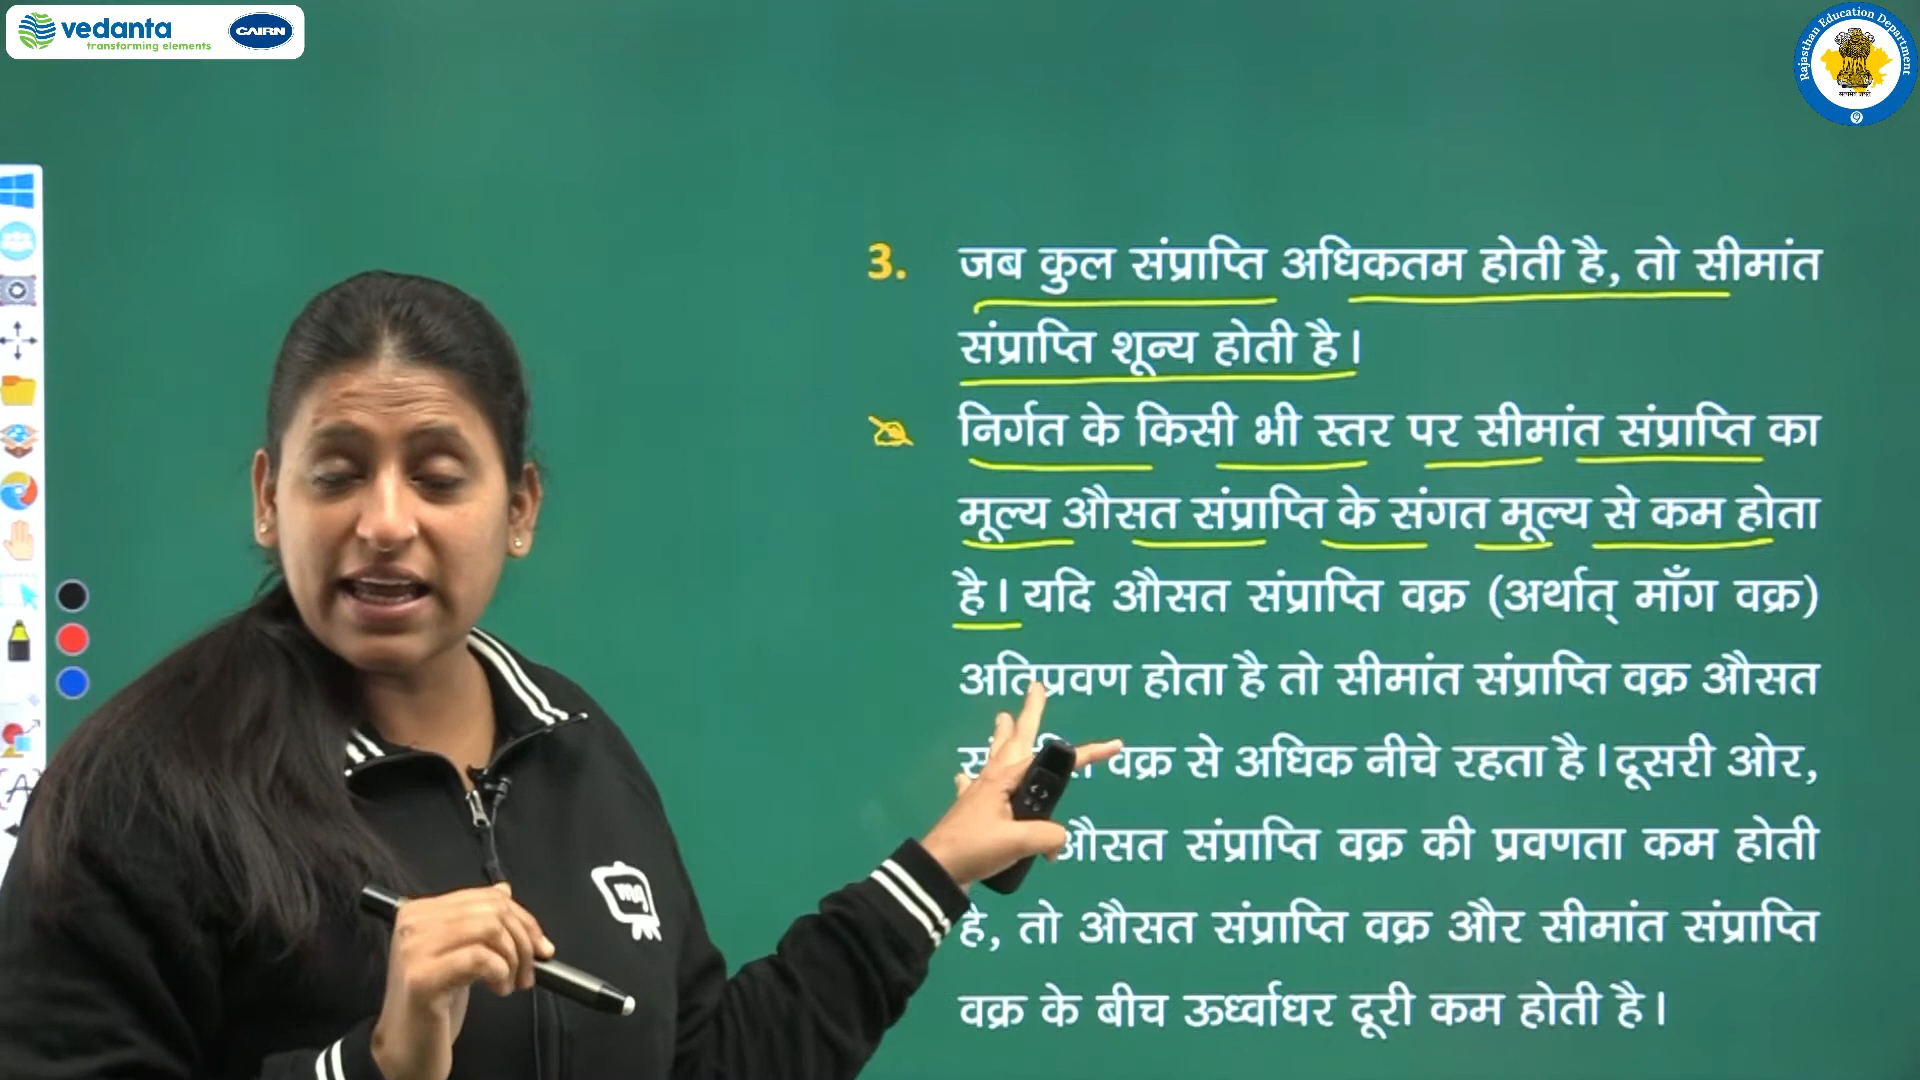 vedanta
transforming elements
CAIRN
Rajasthan Education Department
3. जब कुल संप्राप्ति अधिकतम होती है, तो सीमांत
संप्राप्ति शून्य होती है।
निर्गत के किसी भी स्तर पर सीमांत संप्राप्ति का
मूल्य औसत संप्राप्ति के संगत मूल्य से कम होता
है। यदि औसत संप्राप्ति वक्र (अर्थात् माँग वक्र)
अतिप्रवण होता है तो सीमांत संप्राप्ति वक्र औसत
वक्र से अधिक नीचे रहता है। दूसरी ओर,
औसत संप्राप्ति वक्र की प्रवणता कम होती
है, तो औसत संप्राप्ति वक्र और सीमांत संप्राप्ति
वक्र के बीच ऊर्ध्वाधर दूरी कम होती है।
mg